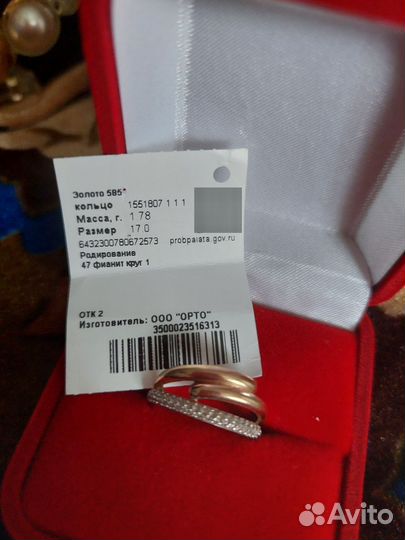 Золото 585*
кольцо 1551807 1 1 1
Масса, г. 1.78
Размер 17.0
6432300780672573 probpalata.gov.ru
Родирование
47 фианит круг 1
ОТК 2
Изготовитель: ООО "ОРТО"
3500023516313
Avito